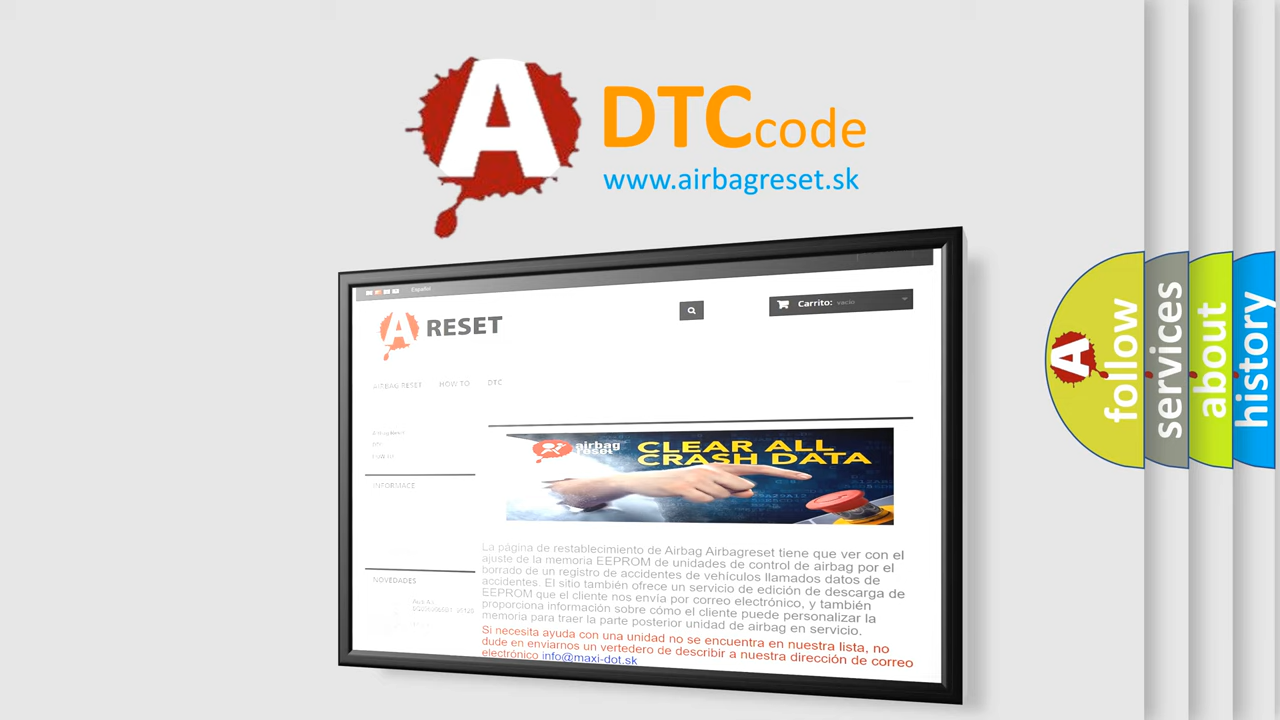 A DTCcode
www.airbagreset.sk
Español
A RESET
Carrito: vacío
AIRBAG RESET HOW TO DTC
INFORMACE
NOVEDADES
airbag
reset
CLEAR ALL
CRASH DATA
La página de restablecimiento de Airbag Airbagreset tiene que ver con el
ajuste de la memoria EEPROM de unidades de control de airbag por el
borrado de un registro de accidentes de vehículos llamados datos de
accidentes. El sitio también ofrece un servicio de edición de descarga de
EEPROM que el cliente nos envía por correo electrónico, y también
proporciona información sobre cómo el cliente puede personalizar la
memoria para traer la parte posterior unidad de airbag en servicio.
Si necesita ayuda con una unidad no se encuentra en nuestra lista, no
dude en enviarnos un vertedero de describir a nuestra dirección de correo
electrónico info@maxi-dot.sk
A follow
services
about
history